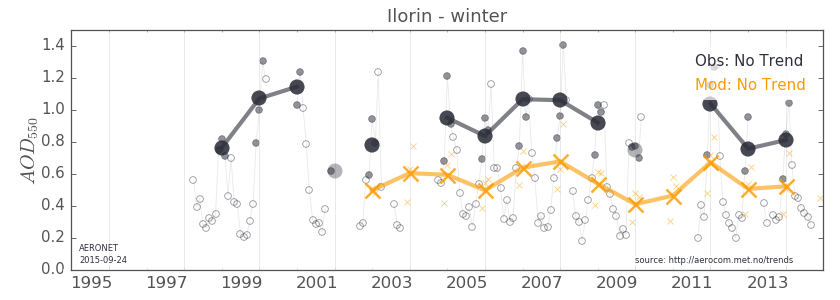 Ilorin - winter
1.4
1.2
1.0
0.8
0.6
0.4
0.2
0.0
AOD550
Obs: No Trend
Mod: No Trend
AERONET
2015-09-24
source: http://aerocom.met.no/trends
1995 1997 1999 2001 2003 2005 2007 2009 2011 2013